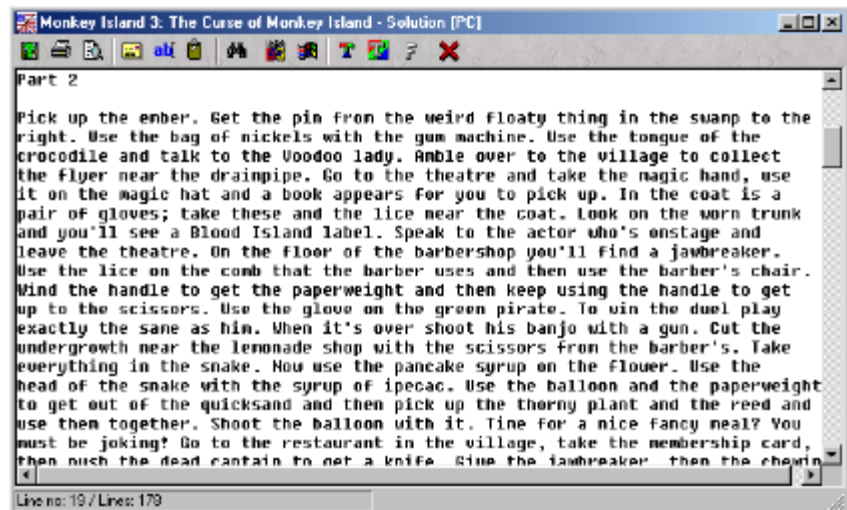 Monkey Island 3: The Curse of Monkey Island - Solution [PC]
Part 2
Pick up the ember. Get the pin from the weird floaty thing in the swamp to the
right. Use the bag of nickels with the gum machine. Use the tongue of the
crocodile and talk to the Voodoo lady. Amble over to the village to collect
the flyer near the drainpipe. Go to the theatre and take the magic hand, use
it on the magic hat and a book appears for you to pick up. In the coat is a
pair of gloves; take these and the lice near the coat. Look on the worn trunk
and you'll see a Blood Island label. Speak to the actor who's onstage and
leave the theatre. On the floor of the barbershop you'll find a jawbreaker.
Use the lice on the comb that the barber uses and then use the barber's chair.
Wind the handle to get the paperweight and then keep using the handle to get
up to the scissors. Use the glove on the green pirate. To win the duel play
exactly the same as him. When it's over shoot his banjo with a gun. Cut the
undergrowth near the lemonade shop with the scissors from the barber's. Take
everything in the snake. Now use the pancake syrup on the flower. Use the
head of the snake with the syrup of ipecac. Use the balloon and the paperweight
to get out of the quicksand and then pick up the thorny plant and the reed and
use them together. Shoot the balloon with it. Time for a nice fancy meal? You
must be joking! Go to the restaurant in the village, take the membership card,
then push the dead captain to get a knife. Give the jawbreaker, then the chewin
Line no: 19 / Lines: 179